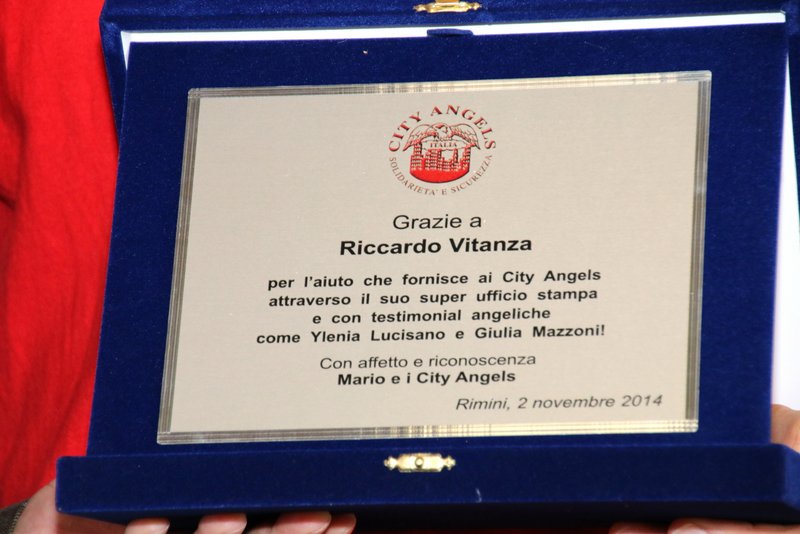 CITY ANGELS
ITALIA
SOLIDARIETA' E SICUREZZA
Grazie a
Riccardo Vitanza
per l'aiuto che fornisce ai City Angels
attraverso il suo super ufficio stampa
e con testimonial angeliche
come Ylenia Lucisano e Giulia Mazzoni!
Con affetto e riconoscenza
Mario e i City Angels
Rimini, 2 novembre 2014